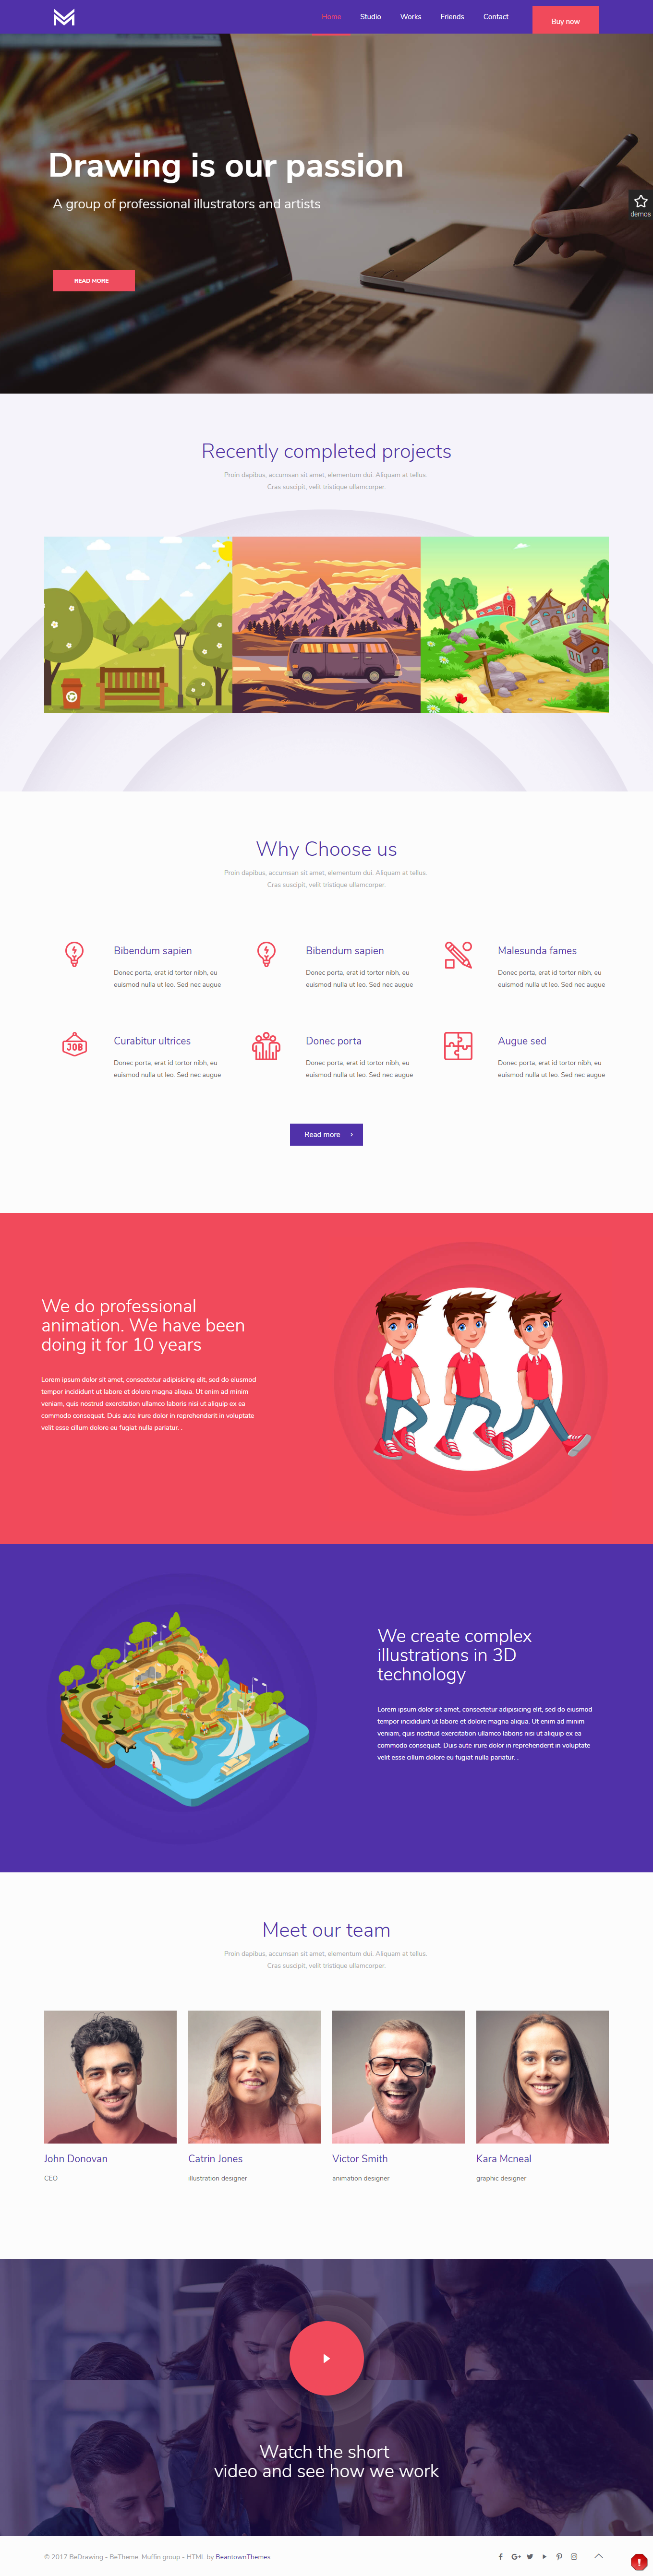 Home Studio Works Friends Contact Buy now
Drawing is our passion
A group of professional illustrators and artists
demos
READ MORE
Recently completed projects
Proin dapibus, accumsan sit amet, elementum dui. Aliquam at tellus.
Cras suscipit, velit tristique ullamcorper.
Why Choose us
Proin dapibus, accumsan sit amet, elementum dui. Aliquam at tellus.
Cras suscipit, velit tristique ullamcorper.
Bibendum sapien
Donec porta, erat id tortor nibh, eu
euismod nulla ut leo. Sed nec augue
Bibendum sapien
Donec porta, erat id tortor nibh, eu
euismod nulla ut leo. Sed nec augue
Malesunda fames
Donec porta, erat id tortor nibh, eu
euismod nulla ut leo. Sed nec augue
JOB
Curabitur ultrices
Donec porta, erat id tortor nibh, eu
euismod nulla ut leo. Sed nec augue
Donec porta
Donec porta, erat id tortor nibh, eu
euismod nulla ut leo. Sed nec augue
Augue sed
Donec porta, erat id tortor nibh, eu
euismod nulla ut leo. Sed nec augue
Read more
We do professional
animation. We have been
doing it for 10 years
Lorem ipsum dolor sit amet, consectetur adipisicing elit, sed do eiusmod
tempor incididunt ut labore et dolore magna aliqua. Ut enim ad minim
veniam, quis nostrud exercitation ullamco laboris nisi ut aliquip ex ea
commodo consequat. Duis aute irure dolor in reprehenderit in voluptate
velit esse cillum dolore eu fugiat nulla pariatur. .
We create complex
illustrations in 3D
technology
Lorem ipsum dolor sit amet, consectetur adipisicing elit, sed do eiusmod
tempor incididunt ut labore et dolore magna aliqua. Ut enim ad minim
veniam, quis nostrud exercitation ullamco laboris nisi ut aliquip ex ea
commodo consequat. Duis aute irure dolor in reprehenderit in voluptate
velit esse cillum dolore eu fugiat nulla pariatur. .
Meet our team
Proin dapibus, accumsan sit amet, elementum dui. Aliquam at tellus.
Cras suscipit, velit tristique ullamcorper.
John Donovan
CEO
Catrin Jones
illustration designer
Victor Smith
animation designer
Kara Mcneal
graphic designer
Watch the short
video and see how we work
© 2017 BeDrawing - BeTheme. Muffin group - HTML by BeantownThemes